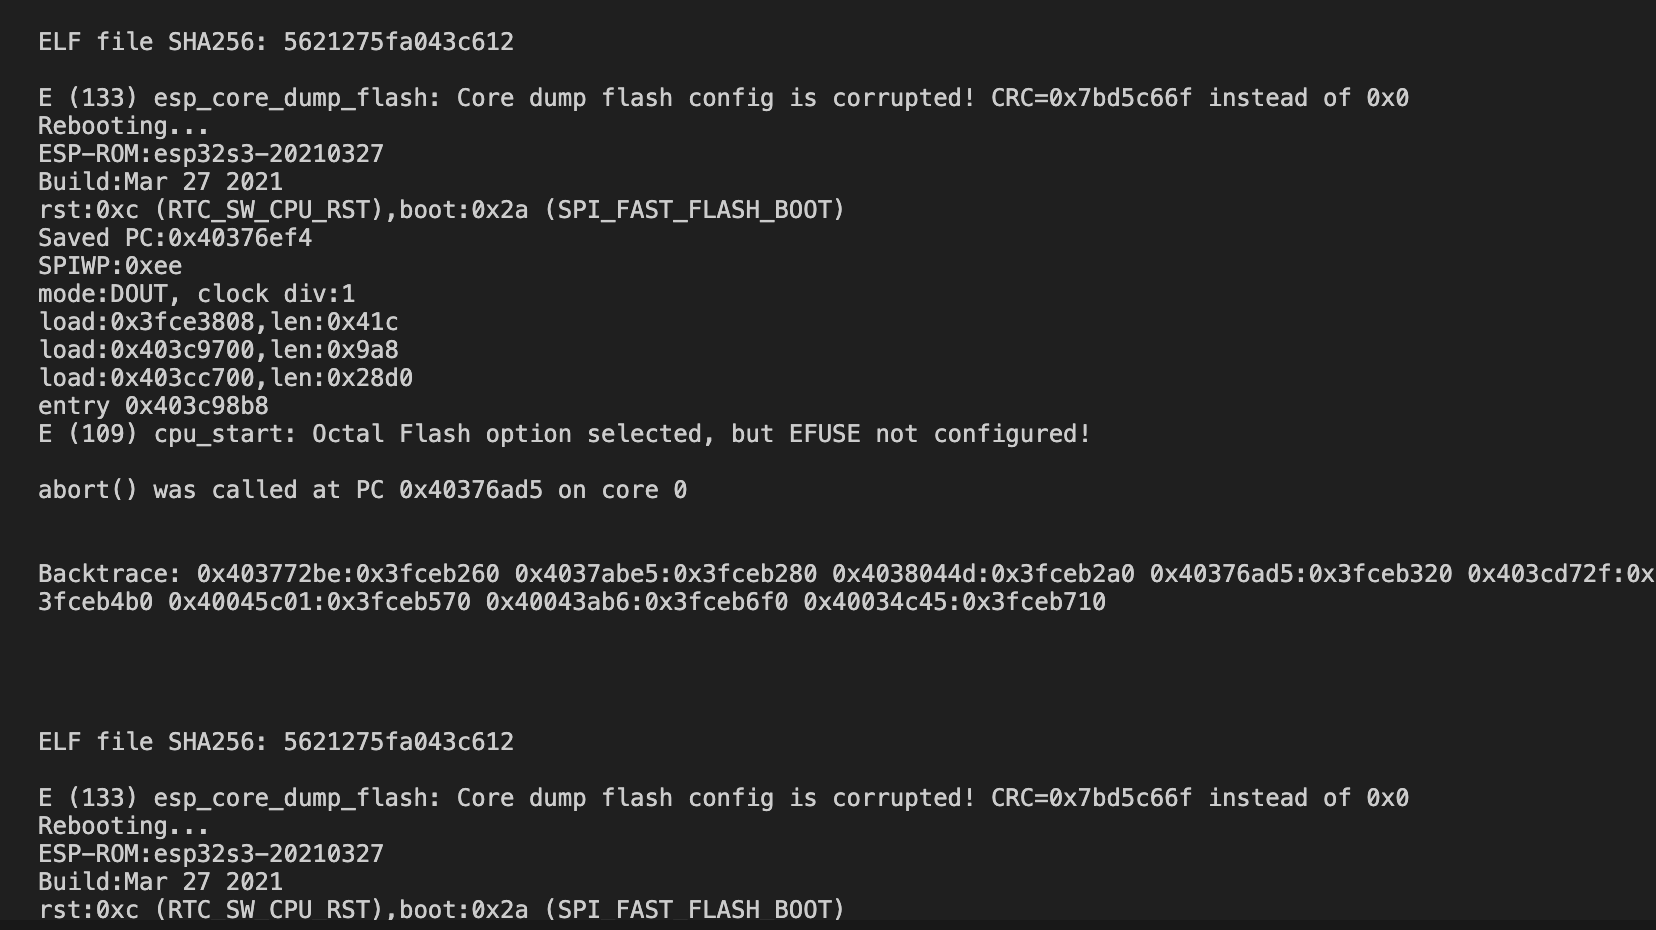 ELF file SHA256: 5621275fa043c612
E (133) esp_core_dump_flash: Core dump flash config is corrupted! CRC=0x7bd5c66f instead of 0x0
Rebooting...
ESP-ROM:esp32s3-20210327
Build:Mar 27 2021
rst:0xc (RTC_SW_CPU_RST),boot:0x2a (SPI_FAST_FLASH_BOOT)
Saved PC:0x40376ef4
SPIWP:0xee
mode:DOUT, clock div:1
load:0x3fce3808,len:0x41c
load:0x403c9700,len:0x9a8
load:0x403cc700,len:0x28d0
entry 0x403c98b8
E (109) cpu_start: Octal Flash option selected, but EFUSE not configured!
abort() was called at PC 0x40376ad5 on core 0
Backtrace: 0x403772be:0x3fceb260 0x4037abe5:0x3fceb280 0x4038044d:0x3fceb2a0 0x40376ad5:0x3fceb320 0x403cd72f:0x
3fceb4b0 0x40045c01:0x3fceb570 0x40043ab6:0x3fceb6f0 0x40034c45:0x3fceb710
ELF file SHA256: 5621275fa043c612
E (133) esp_core_dump_flash: Core dump flash config is corrupted! CRC=0x7bd5c66f instead of 0x0
Rebooting...
ESP-ROM:esp32s3-20210327
Build:Mar 27 2021
rst:0xc (RTC_SW_CPU_RST),boot:0x2a (SPI_FAST_FLASH_BOOT)